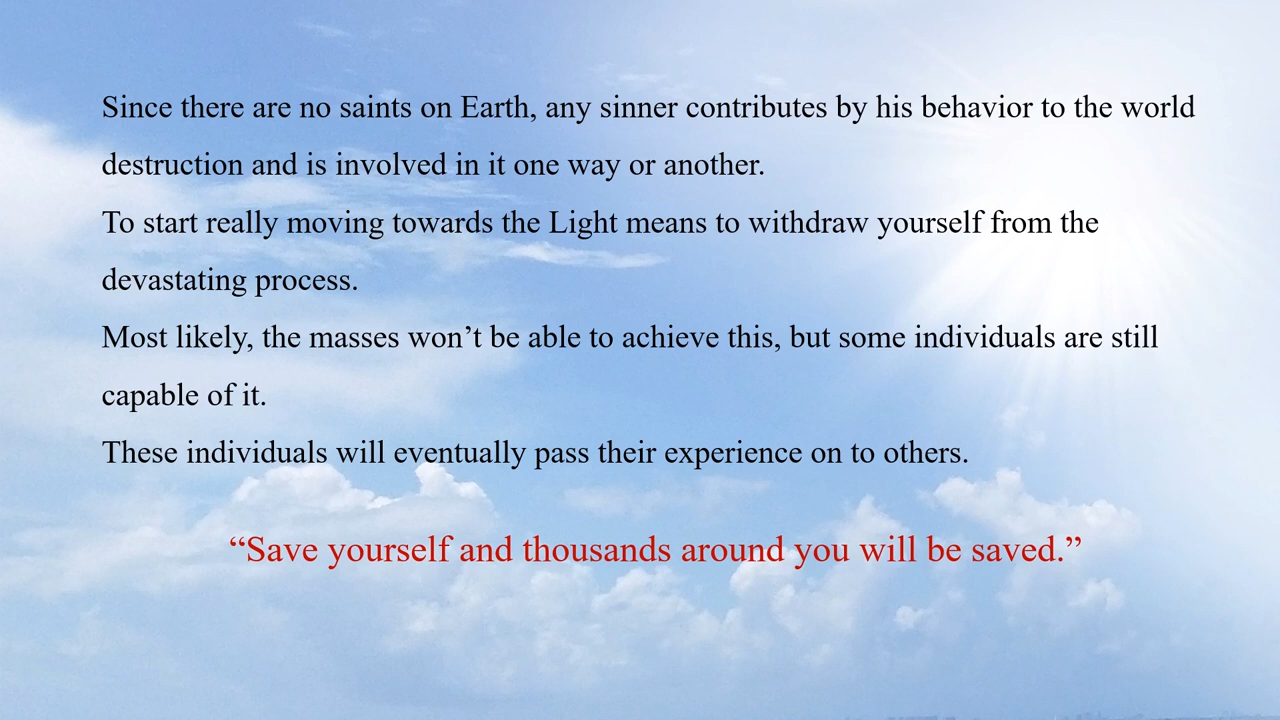 Since there are no saints on Earth, any sinner contributes by his behavior to the world
destruction and is involved in it one way or another.
To start really moving towards the Light means to withdraw yourself from the
devastating process.
Most likely, the masses won’t be able to achieve this, but some individuals are still
capable of it.
These individuals will eventually pass their experience on to others.
“Save yourself and thousands around you will be saved.”